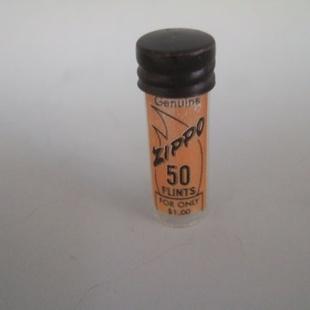 Genuine
ZIPPO
50
FLINTS
FOR ONLY
$1.00